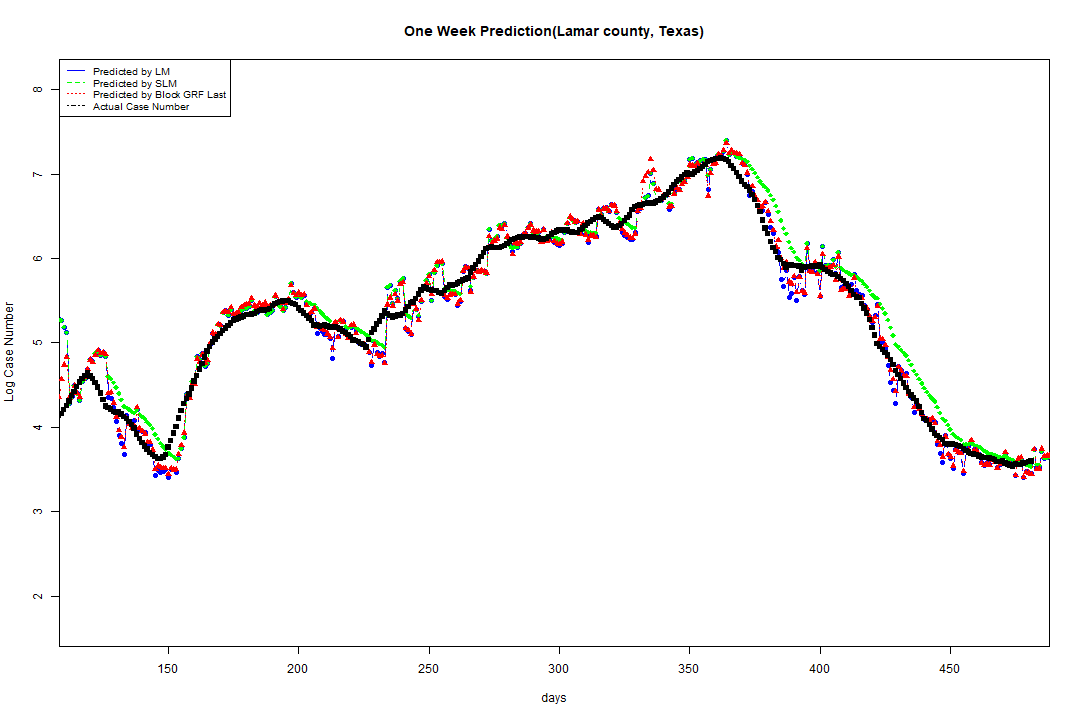 One Week Prediction(Lamar county, Texas)
Predicted by LM
Predicted by SLM
Predicted by Block GRF Last
Actual Case Number
8
7
6
5
4
3
2
Log Case Number
150 200 250 300 350 400 450
days